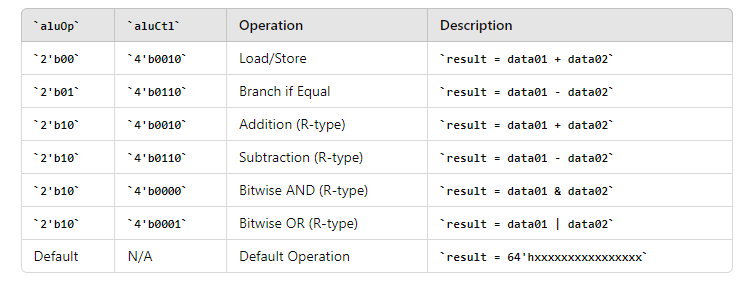 `aluOp` `aluCtl` Operation Description
`2'b00` `4'b0010` Load/Store `result = data01 + data02`
`2'b01` `4'b0110` Branch if Equal `result = data01 - data02`
`2'b10` `4'b0010` Addition (R-type) `result = data01 + data02`
`2'b10` `4'b0110` Subtraction (R-type) `result = data01 - data02`
`2'b10` `4'b0000` Bitwise AND (R-type) `result = data01 & data02`
`2'b10` `4'b0001` Bitwise OR (R-type) `result = data01 | data02`
Default N/A Default Operation `result = 64'hxxxxxxxxxxxxxxxx`